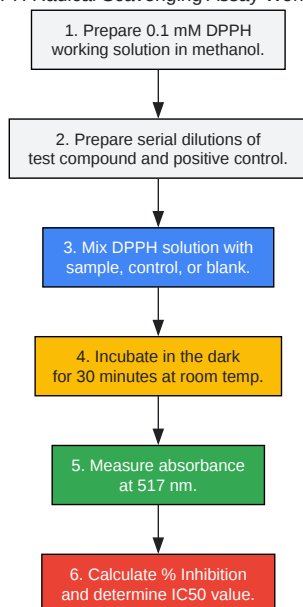 Radical Scavenging Assay
1. Prepare 0.1 mM DPPH
working solution in methanol.
2. Prepare serial dilutions of
test compound and positive control.
3. Mix DPPH solution with
sample, control, or blank.
4. Incubate in the dark
for 30 minutes at room temp.
5. Measure absorbance
at 517 nm.
6. Calculate % Inhibition
and determine IC50 value.